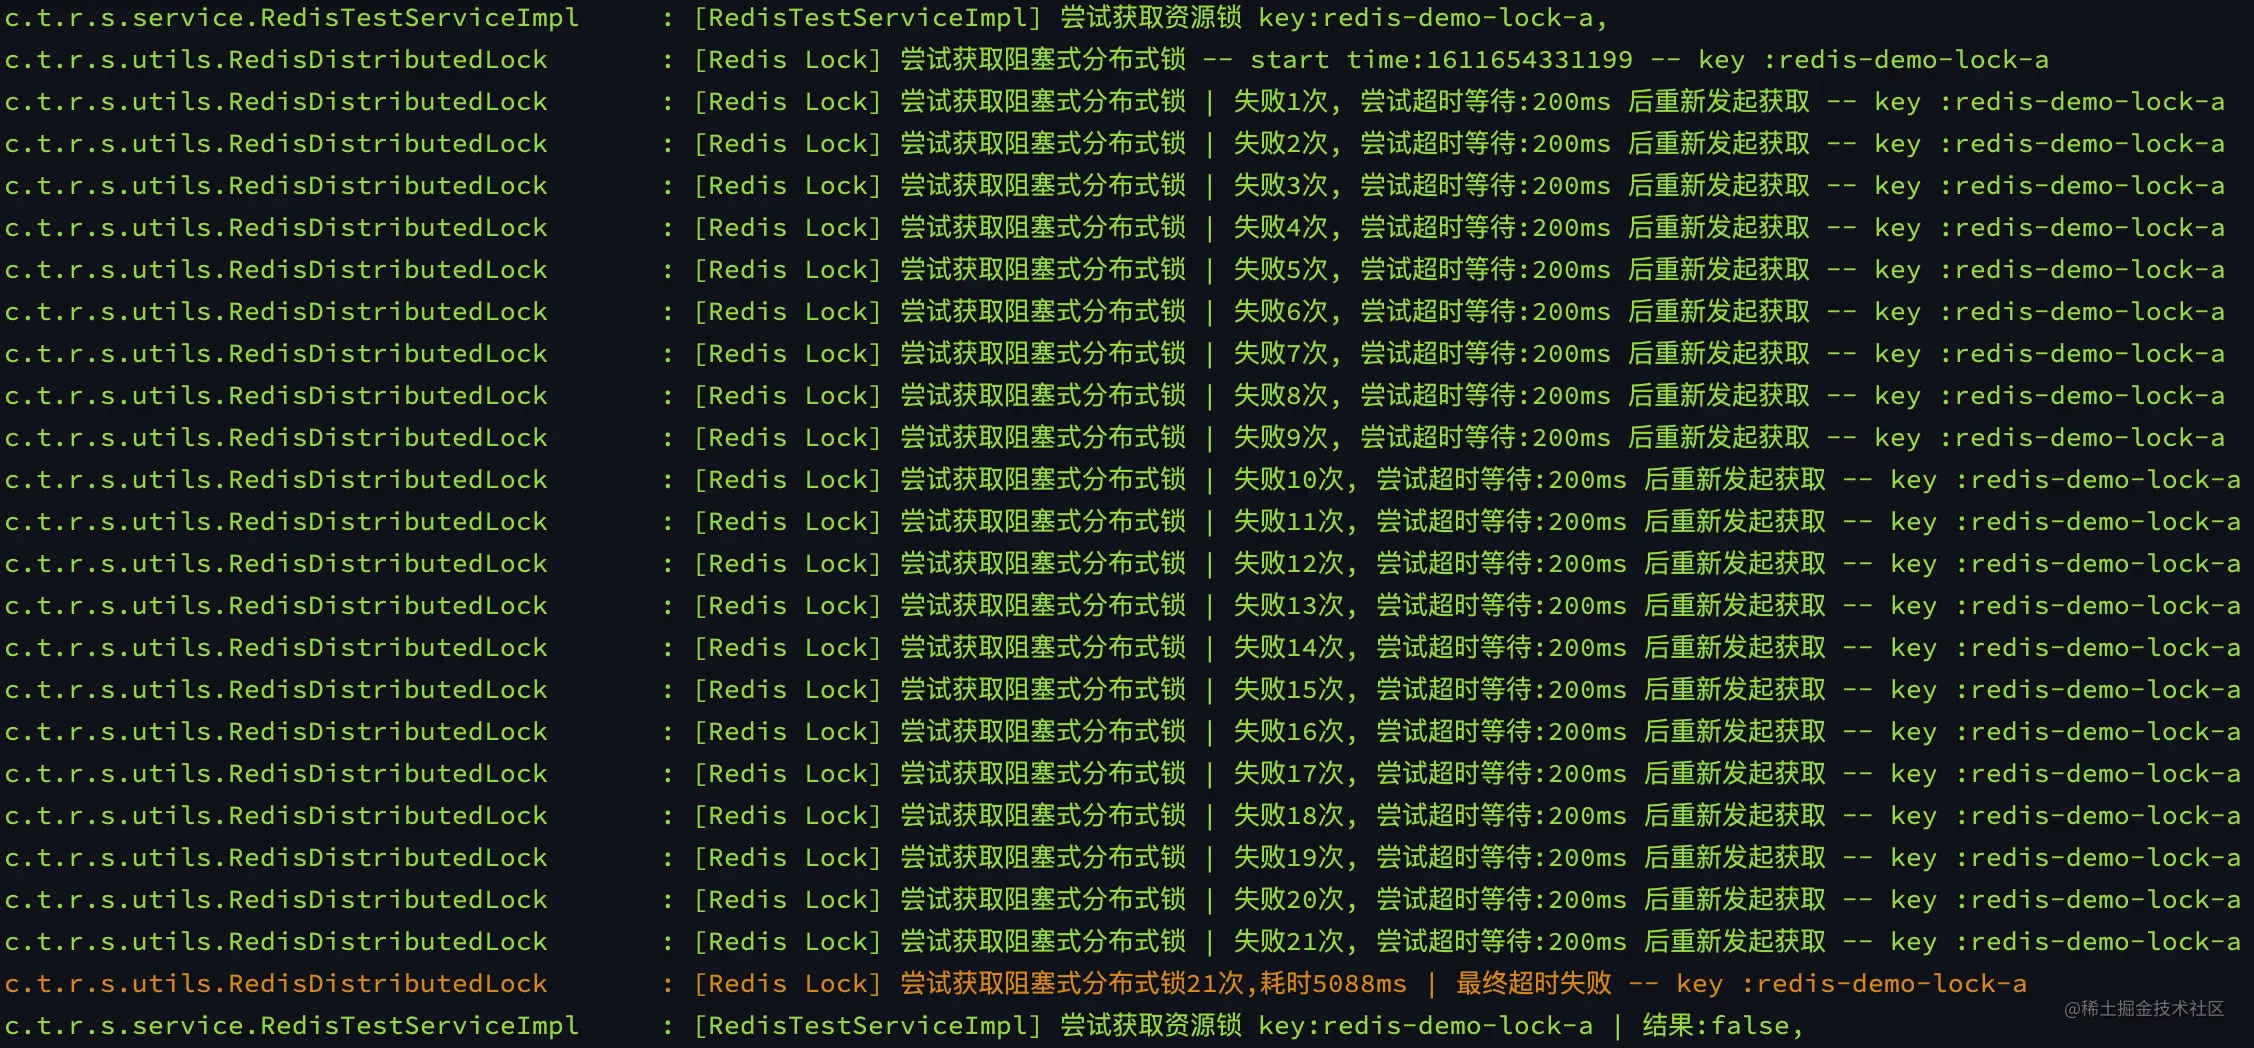 c.t.r.s.service.RedisTestServiceImpl     : [RedisTestServiceImpl] 尝试获取资源锁 key:redis-demo-lock-a,
c.t.r.s.utils.RedisDistributedLock       : [Redis Lock] 尝试获取阻塞式分布式锁 -- start time:1611654331199 -- key :redis-demo-lock-a
c.t.r.s.utils.RedisDistributedLock       : [Redis Lock] 尝试获取阻塞式分布式锁 | 失败1次, 尝试超时等待:200ms 后重新发起获取 -- key :redis-demo-lock-a
c.t.r.s.utils.RedisDistributedLock       : [Redis Lock] 尝试获取阻塞式分布式锁 | 失败2次, 尝试超时等待:200ms 后重新发起获取 -- key :redis-demo-lock-a
c.t.r.s.utils.RedisDistributedLock       : [Redis Lock] 尝试获取阻塞式分布式锁 | 失败3次, 尝试超时等待:200ms 后重新发起获取 -- key :redis-demo-lock-a
c.t.r.s.utils.RedisDistributedLock       : [Redis Lock] 尝试获取阻塞式分布式锁 | 失败4次, 尝试超时等待:200ms 后重新发起获取 -- key :redis-demo-lock-a
c.t.r.s.utils.RedisDistributedLock       : [Redis Lock] 尝试获取阻塞式分布式锁 | 失败5次, 尝试超时等待:200ms 后重新发起获取 -- key :redis-demo-lock-a
c.t.r.s.utils.RedisDistributedLock       : [Redis Lock] 尝试获取阻塞式分布式锁 | 失败6次, 尝试超时等待:200ms 后重新发起获取 -- key :redis-demo-lock-a
c.t.r.s.utils.RedisDistributedLock       : [Redis Lock] 尝试获取阻塞式分布式锁 | 失败7次, 尝试超时等待:200ms 后重新发起获取 -- key :redis-demo-lock-a
c.t.r.s.utils.RedisDistributedLock       : [Redis Lock] 尝试获取阻塞式分布式锁 | 失败8次, 尝试超时等待:200ms 后重新发起获取 -- key :redis-demo-lock-a
c.t.r.s.utils.RedisDistributedLock       : [Redis Lock] 尝试获取阻塞式分布式锁 | 失败9次, 尝试超时等待:200ms 后重新发起获取 -- key :redis-demo-lock-a
c.t.r.s.utils.RedisDistributedLock       : [Redis Lock] 尝试获取阻塞式分布式锁 | 失败10次, 尝试超时等待:200ms 后重新发起获取 -- key :redis-demo-lock-a
c.t.r.s.utils.RedisDistributedLock       : [Redis Lock] 尝试获取阻塞式分布式锁 | 失败11次, 尝试超时等待:200ms 后重新发起获取 -- key :redis-demo-lock-a
c.t.r.s.utils.RedisDistributedLock       : [Redis Lock] 尝试获取阻塞式分布式锁 | 失败12次, 尝试超时等待:200ms 后重新发起获取 -- key :redis-demo-lock-a
c.t.r.s.utils.RedisDistributedLock       : [Redis Lock] 尝试获取阻塞式分布式锁 | 失败13次, 尝试超时等待:200ms 后重新发起获取 -- key :redis-demo-lock-a
c.t.r.s.utils.RedisDistributedLock       : [Redis Lock] 尝试获取阻塞式分布式锁 | 失败14次, 尝试超时等待:200ms 后重新发起获取 -- key :redis-demo-lock-a
c.t.r.s.utils.RedisDistributedLock       : [Redis Lock] 尝试获取阻塞式分布式锁 | 失败15次, 尝试超时等待:200ms 后重新发起获取 -- key :redis-demo-lock-a
c.t.r.s.utils.RedisDistributedLock       : [Redis Lock] 尝试获取阻塞式分布式锁 | 失败16次, 尝试超时等待:200ms 后重新发起获取 -- key :redis-demo-lock-a
c.t.r.s.utils.RedisDistributedLock       : [Redis Lock] 尝试获取阻塞式分布式锁 | 失败17次, 尝试超时等待:200ms 后重新发起获取 -- key :redis-demo-lock-a
c.t.r.s.utils.RedisDistributedLock       : [Redis Lock] 尝试获取阻塞式分布式锁 | 失败18次, 尝试超时等待:200ms 后重新发起获取 -- key :redis-demo-lock-a
c.t.r.s.utils.RedisDistributedLock       : [Redis Lock] 尝试获取阻塞式分布式锁 | 失败19次, 尝试超时等待:200ms 后重新发起获取 -- key :redis-demo-lock-a
c.t.r.s.utils.RedisDistributedLock       : [Redis Lock] 尝试获取阻塞式分布式锁 | 失败20次, 尝试超时等待:200ms 后重新发起获取 -- key :redis-demo-lock-a
c.t.r.s.utils.RedisDistributedLock       : [Redis Lock] 尝试获取阻塞式分布式锁 | 失败21次, 尝试超时等待:200ms 后重新发起获取 -- key :redis-demo-lock-a
c.t.r.s.utils.RedisDistributedLock       : [Redis Lock] 尝试获取阻塞式分布式锁21次,耗时5088ms | 最终超时失败 -- key :redis-demo-lock-a
c.t.r.s.service.RedisTestServiceImpl     : [RedisTestServiceImpl] 尝试获取资源锁 key:redis-demo-lock-a | 结果:false,
@稀土掘金技术社区